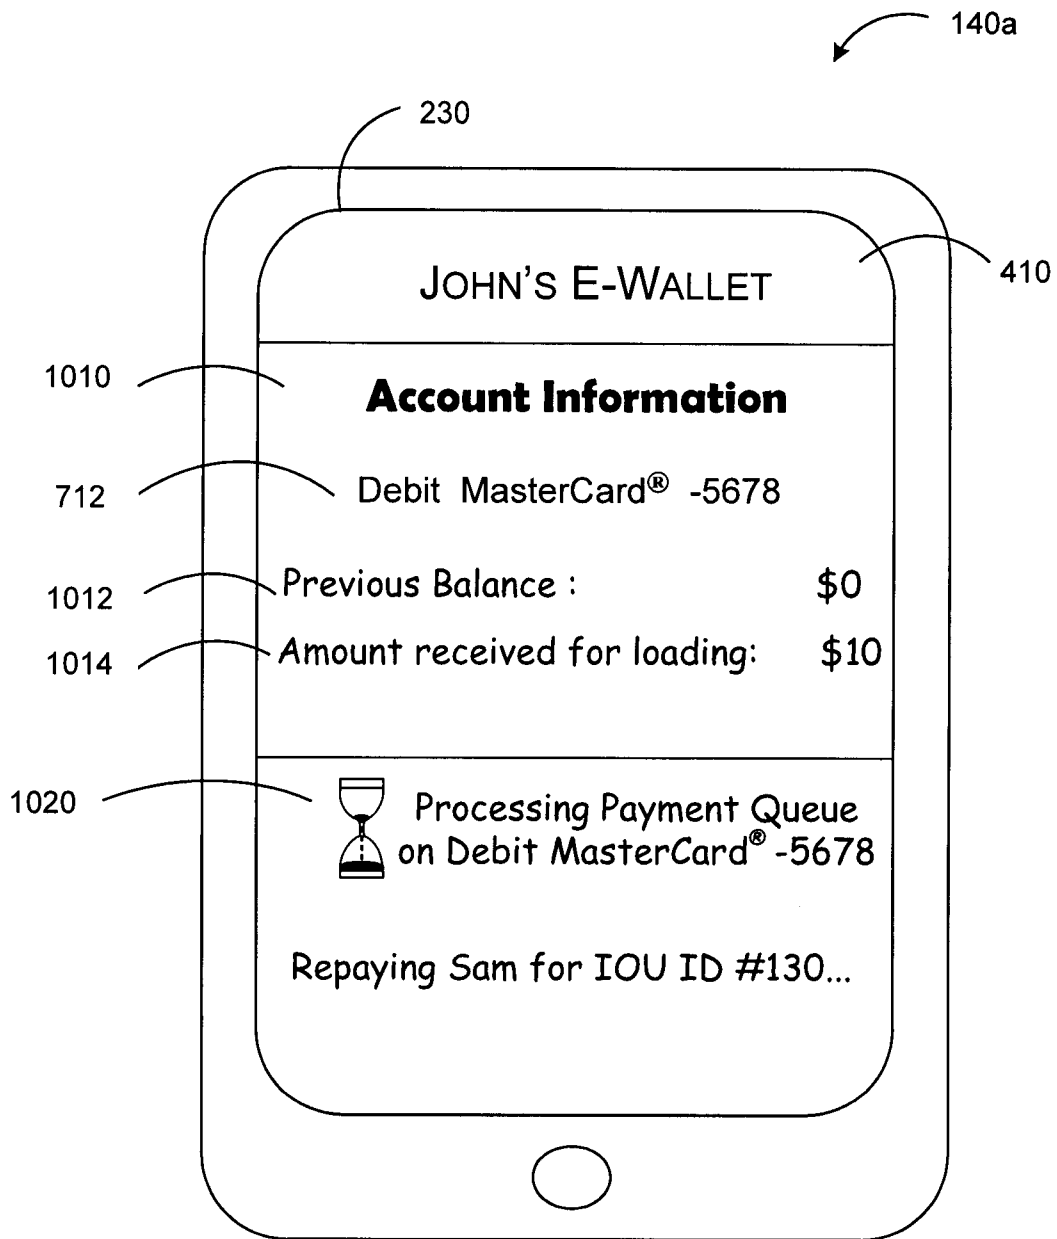 140a
230
JOHN'S E-WALLET
410
1010
Account Information
712
Debit MasterCard® -5678
1012
Previous Balance : $0
1014
Amount received for loading: $10
1020
Processing Payment Queue
on Debit MasterCard® -5678
Repaying Sam for IOU ID #130...